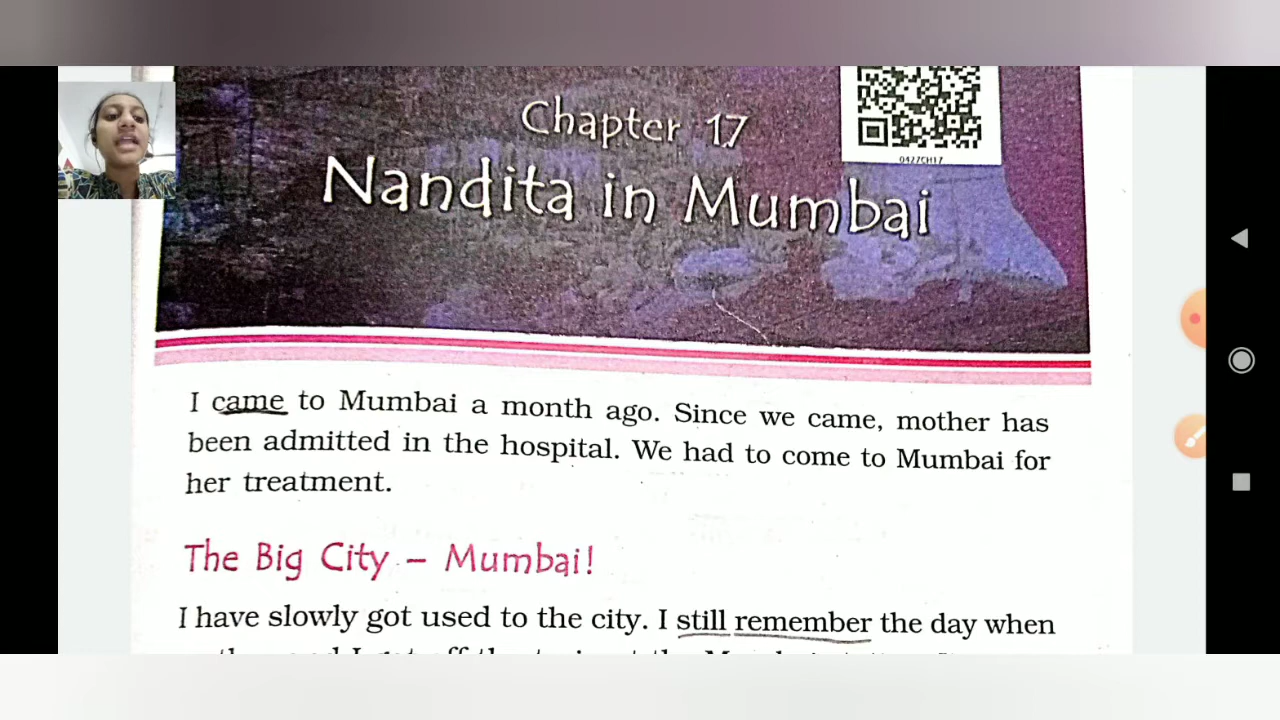 Chapter 17
Nandita in Mumbai
0427CH17
I came to Mumbai a month ago. Since we came, mother has
been admitted in the hospital. We had to come to Mumbai for
her treatment.
The Big City – Mumbai!
I have slowly got used to the city. I still remember the day when